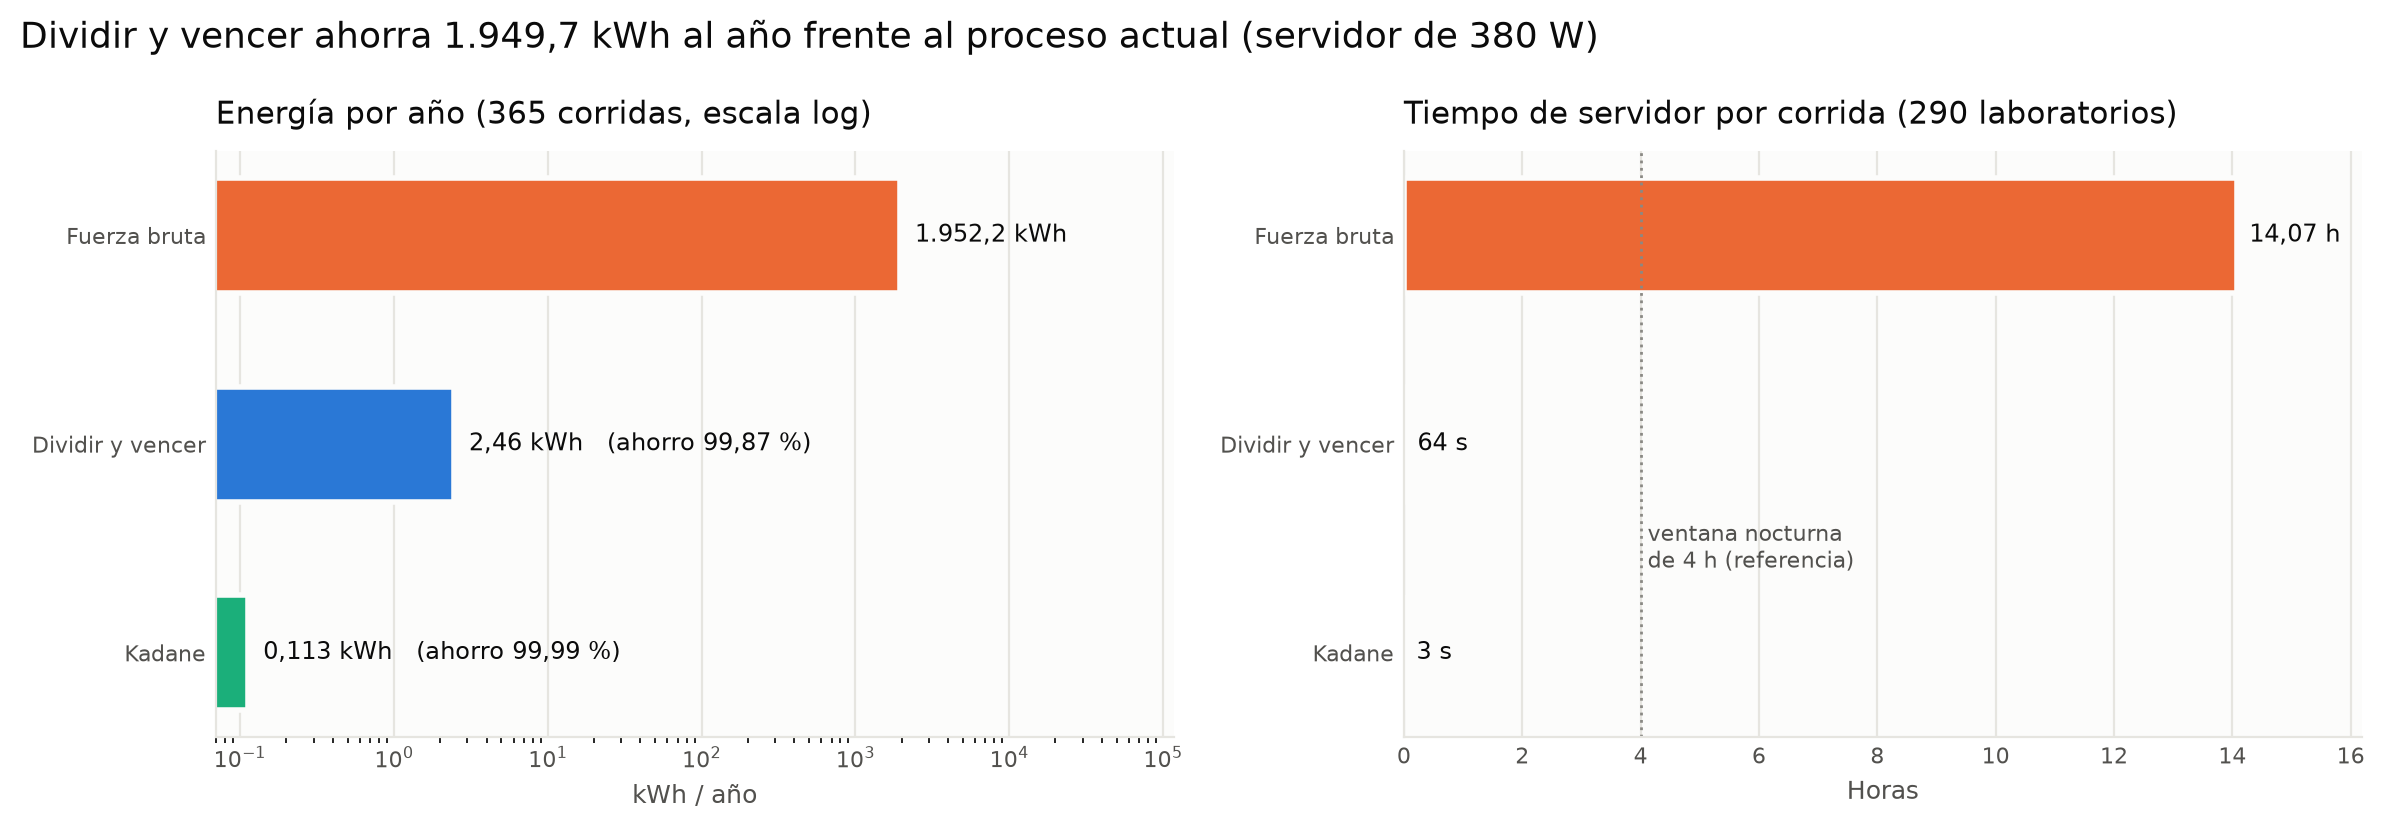 Dividir y vencer ahorra 1.949,7 kWh al año frente al proceso actual (servidor de 380 W)
Energía por año (365 corridas, escala log)
Fuerza bruta
1.952,2 kWh
Dividir y vencer
2,46 kWh (ahorro 99,87 %)
Kadane
0,113 kWh (ahorro 99,99 %)
10⁻¹ 10⁰ 10¹ 10² 10³ 10⁴ 10⁵
kWh / año
Tiempo de servidor por corrida (290 laboratorios)
Fuerza bruta
14,07 h
Dividir y vencer
64 s
ventana nocturna
de 4 h (referencia)
Kadane
3 s
0 2 4 6 8 10 12 14 16
Horas